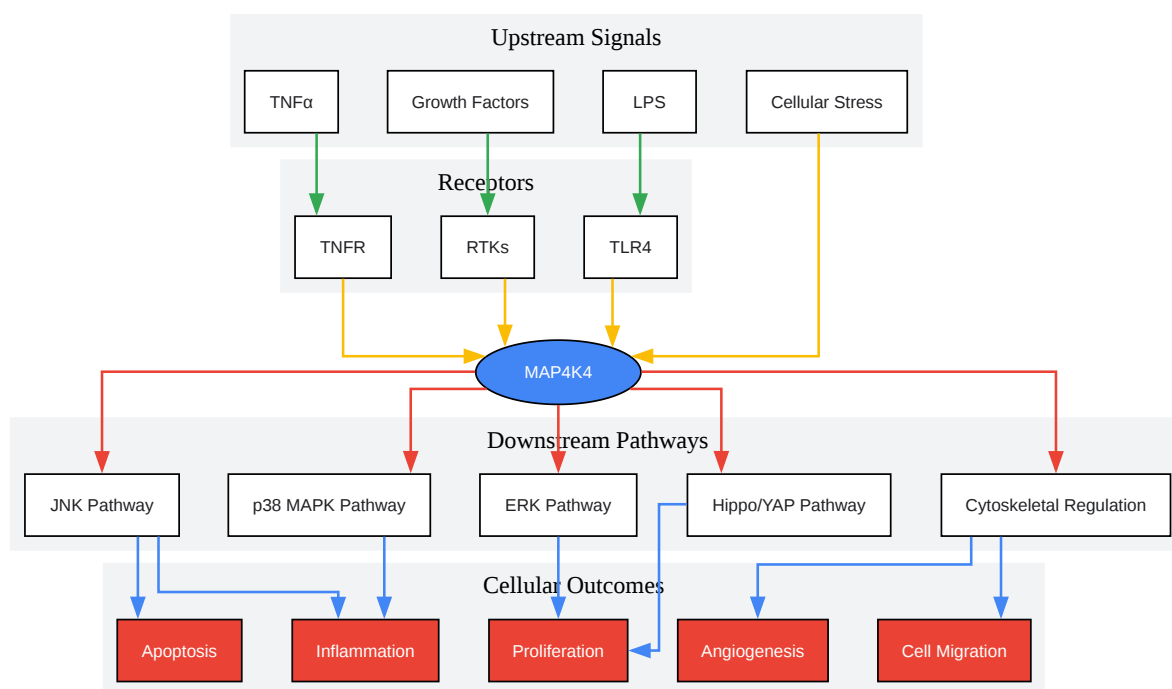 Upstream Signals
TNFα
Growth Factors
LPS
Cellular Stress
Receptors
TNFR
RTKs
TLR4
MAP4K4
Downstream Pathways
JNK Pathway
p38 MAPK Pathway
ERK Pathway
Hippo/YAP Pathway
Cytoskeletal Regulation
Cellular Outcomes
Apoptosis
Inflammation
Proliferation
Angiogenesis
Cell Migration